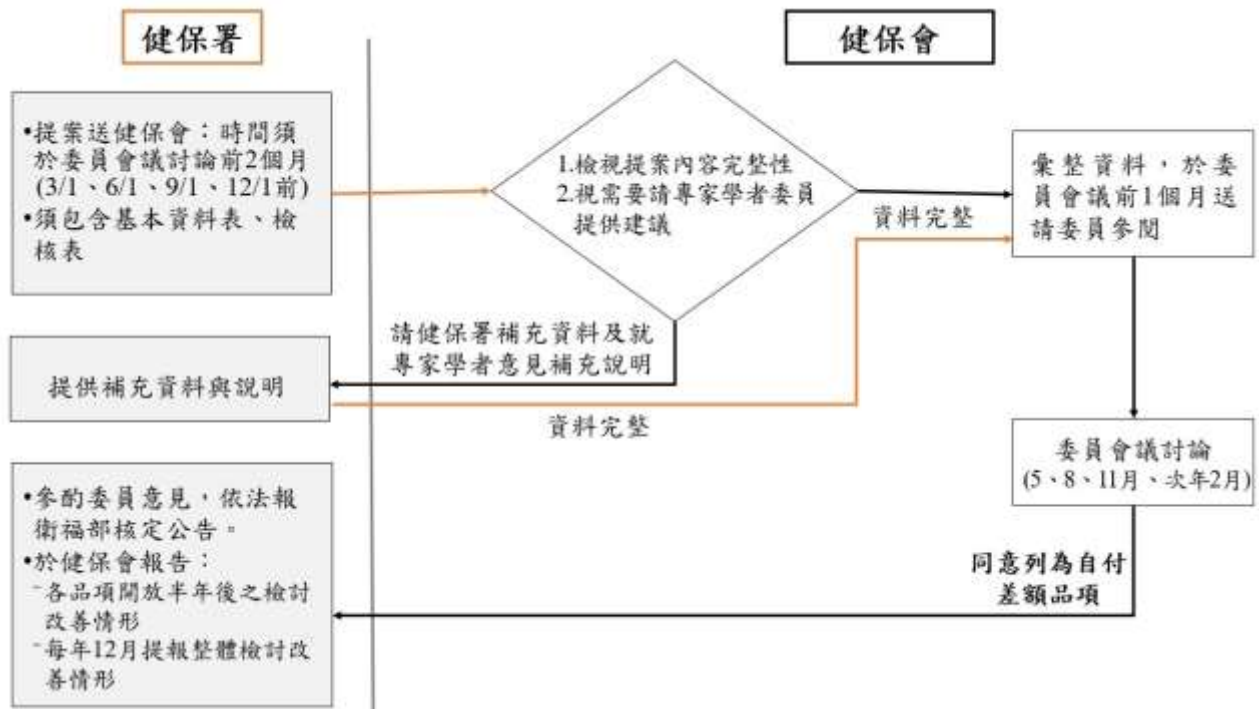 健保署
健保會
•提案送健保會：時間須
於委員會議討論前2個月
(3/1、6/1、9/1、12/1前)
•須包含基本資料表、檢
核表
1.檢視提案內容完整性
2.視需要請專家學者委員
提供建議
資料完整
彙整資料，於委
員會議前1個月送
請委員參閱
請健保署補充資料及就
專家學者意見補充說明
提供補充資料與說明
資料完整
委員會議討論
(5、8、11月、次年2月)
同意列為自付
差額品項
•參酌委員意見，依法報
衛福部核定公告。
•於健保會報告：
-各品項開放半年後之檢討
改善情形
-每年12月提報整體檢討改
善情形